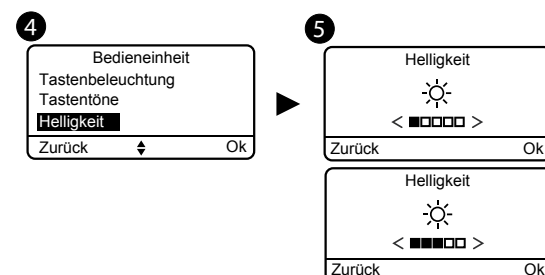 4
Bedieneinheit
Tastenbeleuchtung
Tastentöne
Helligkeit
Zurück Ok
5
Helligkeit
< >
Zurück Ok
Helligkeit
< >
Zurück Ok